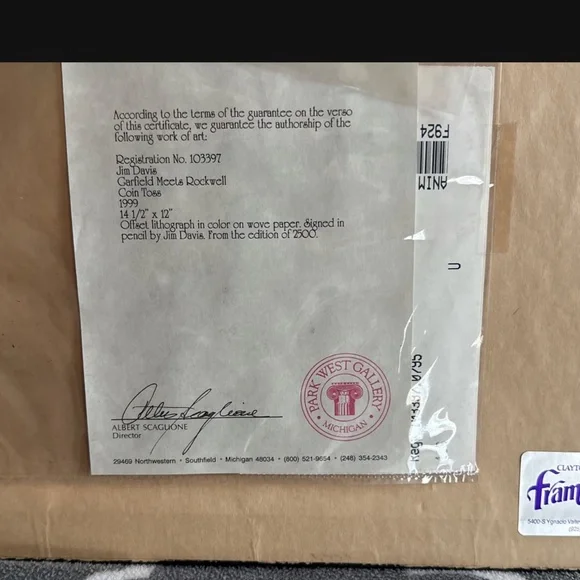 According to the terms of the guarantee on the verso
of this certificate, we guarantee the authorship of the
following work of art:
Registration No. 103397
Jim Davis
Garfield Meets Rockwell
Coin Toss
1999
14 1/2" x 12"
Offset lithograph in color on wove paper. Signed in
pencil by Jim Davis. From the edition of 2500.
ALBERT SCAGLIONE
Director
PARK WEST GALLERY
MICHIGAN
29469 Northwestern • Southfield • Michigan 48034 • (800) 521-9654 • (248) 354-2343
F924
ANIM
U
CLAYTO
fram
5400-B Ygnacio Valle